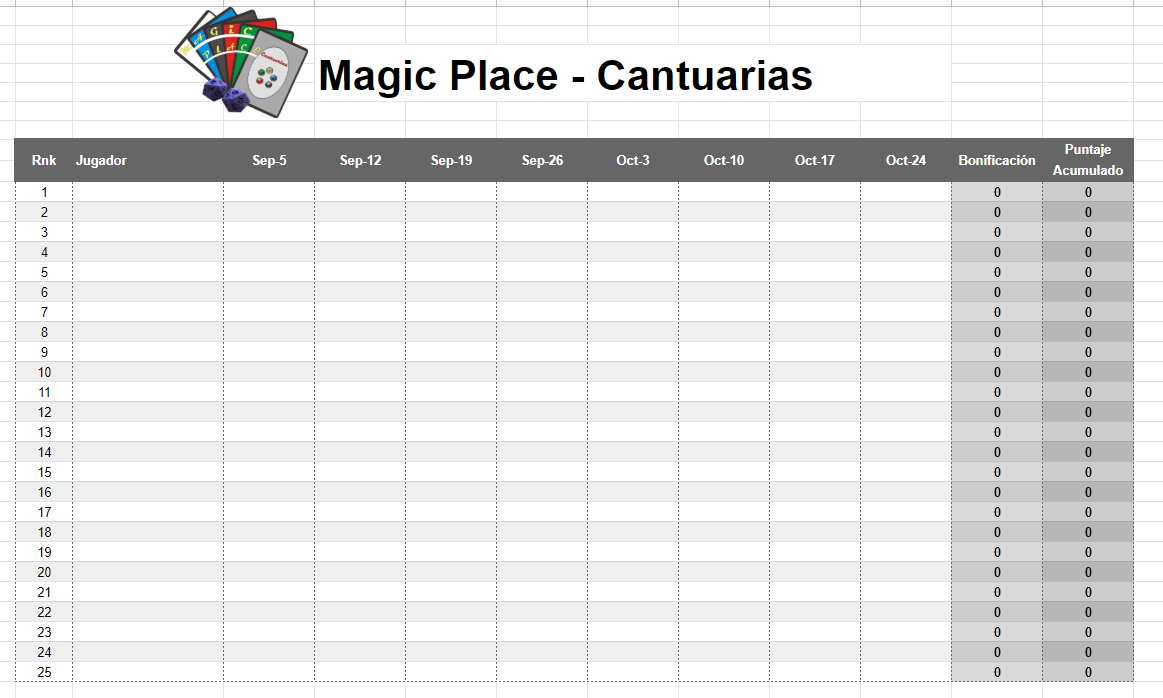 MAGIC
PLACE
Cantuarias
Magic Place - Cantuarias
Rnk Jugador Sep-5 Sep-12 Sep-19 Sep-26 Oct-3 Oct-10 Oct-17 Oct-24 Bonificación Puntaje Acumulado
1 0 0
2 0 0
3 0 0
4 0 0
5 0 0
6 0 0
7 0 0
8 0 0
9 0 0
10 0 0
11 0 0
12 0 0
13 0 0
14 0 0
15 0 0
16 0 0
17 0 0
18 0 0
19 0 0
20 0 0
21 0 0
22 0 0
23 0 0
24 0 0
25 0 0